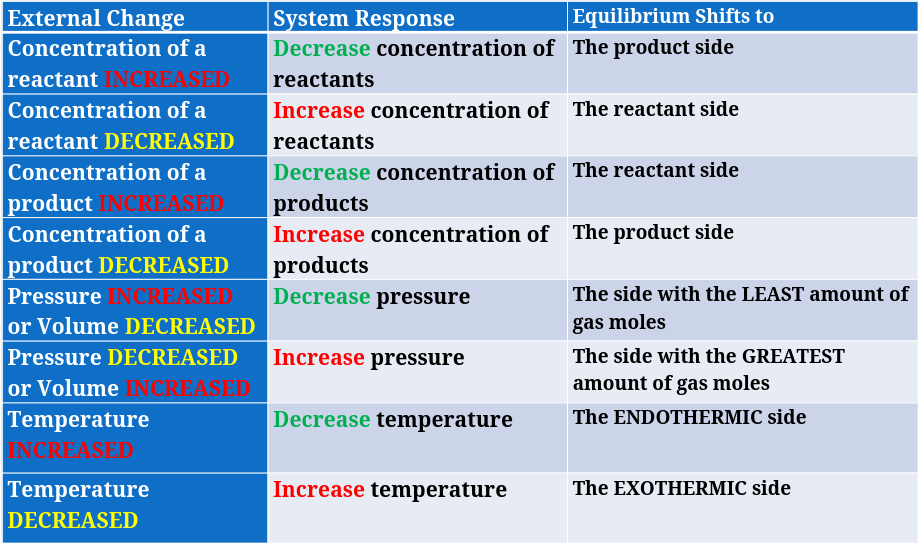 External Change System Response Equilibrium Shifts to
Concentration of a
reactant INCREASED
Decrease concentration of
reactants
The product side
Concentration of a
reactant DECREASED
Increase concentration of
reactants
The reactant side
Concentration of a
product INCREASED
Decrease concentration of
products
The reactant side
Concentration of a
product DECREASED
Increase concentration of
products
The product side
Pressure INCREASED
or Volume DECREASED
Decrease pressure
The side with the LEAST amount of
gas moles
Pressure DECREASED
or Volume INCREASED
Increase pressure
The side with the GREATEST
amount of gas moles
Temperature
INCREASED
Decrease temperature
The ENDOTHERMIC side
Temperature
DECREASED
Increase temperature
The EXOTHERMIC side